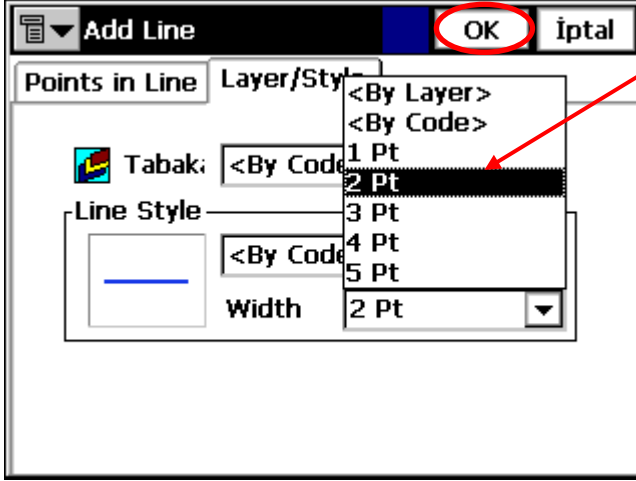 Add Line OK İptal
Points in Line Layer/Style
<By Layer>
<By Code>
1 Pt
2 Pt
3 Pt
4 Pt
5 Pt
<By Code
Line Style
<By Code
Width 2 Pt